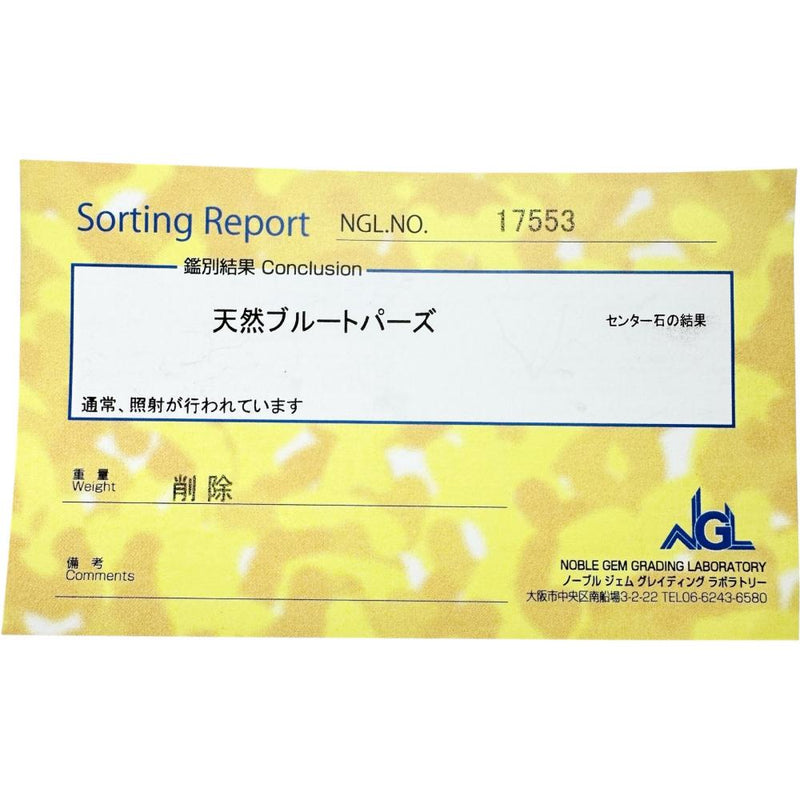 Sorting Report NGL.NO. 17553
鑑別結果 Conclusion
天然ブルートパーズ センター石の結果
通常、照射が行われています
重量
Weight 削除
備考
Comments
NGL
NOBLE GEM GRADING LABORATORY
ノーブル ジェム グレイディング ラボラトリー
大阪市中央区南船場3-2-22 TEL06-6243-6580